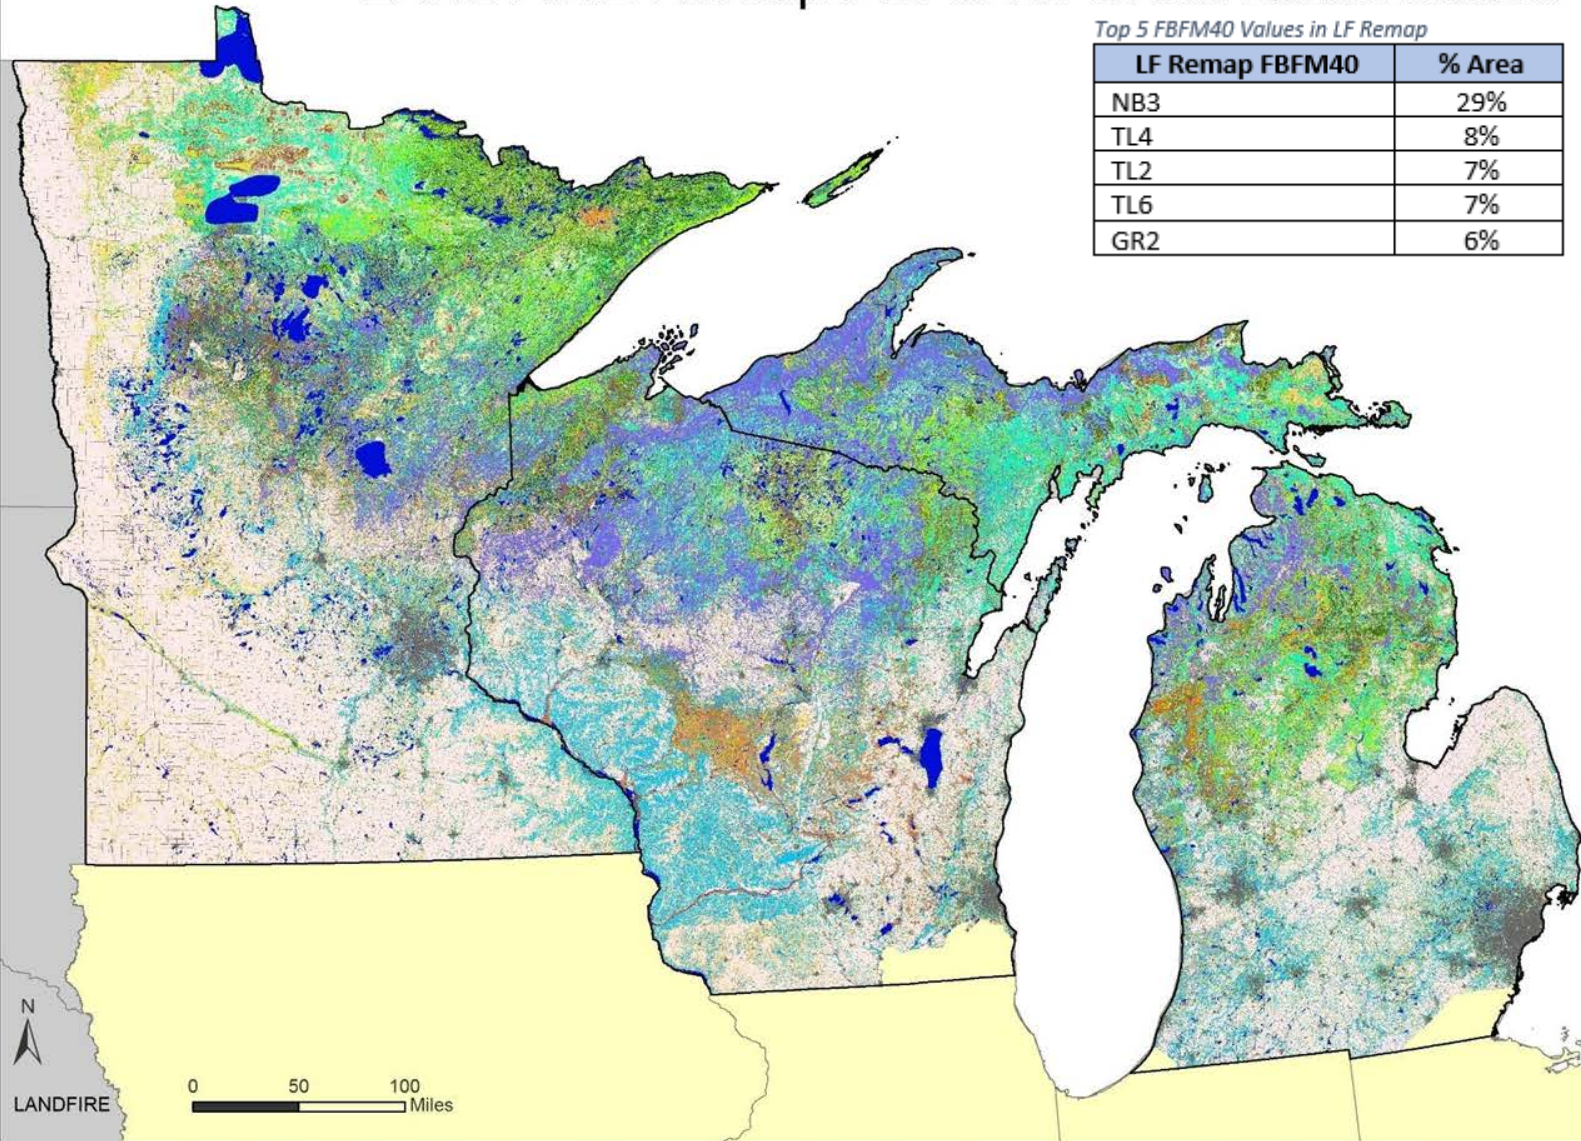 Top 5 FBFM40 Values in LF Remap
LF Remap FBFM40 % Area
NB3 29%
TL4 8%
TL2 7%
TL6 7%
GR2 6%
N
LANDFIRE
0 50 100
Miles